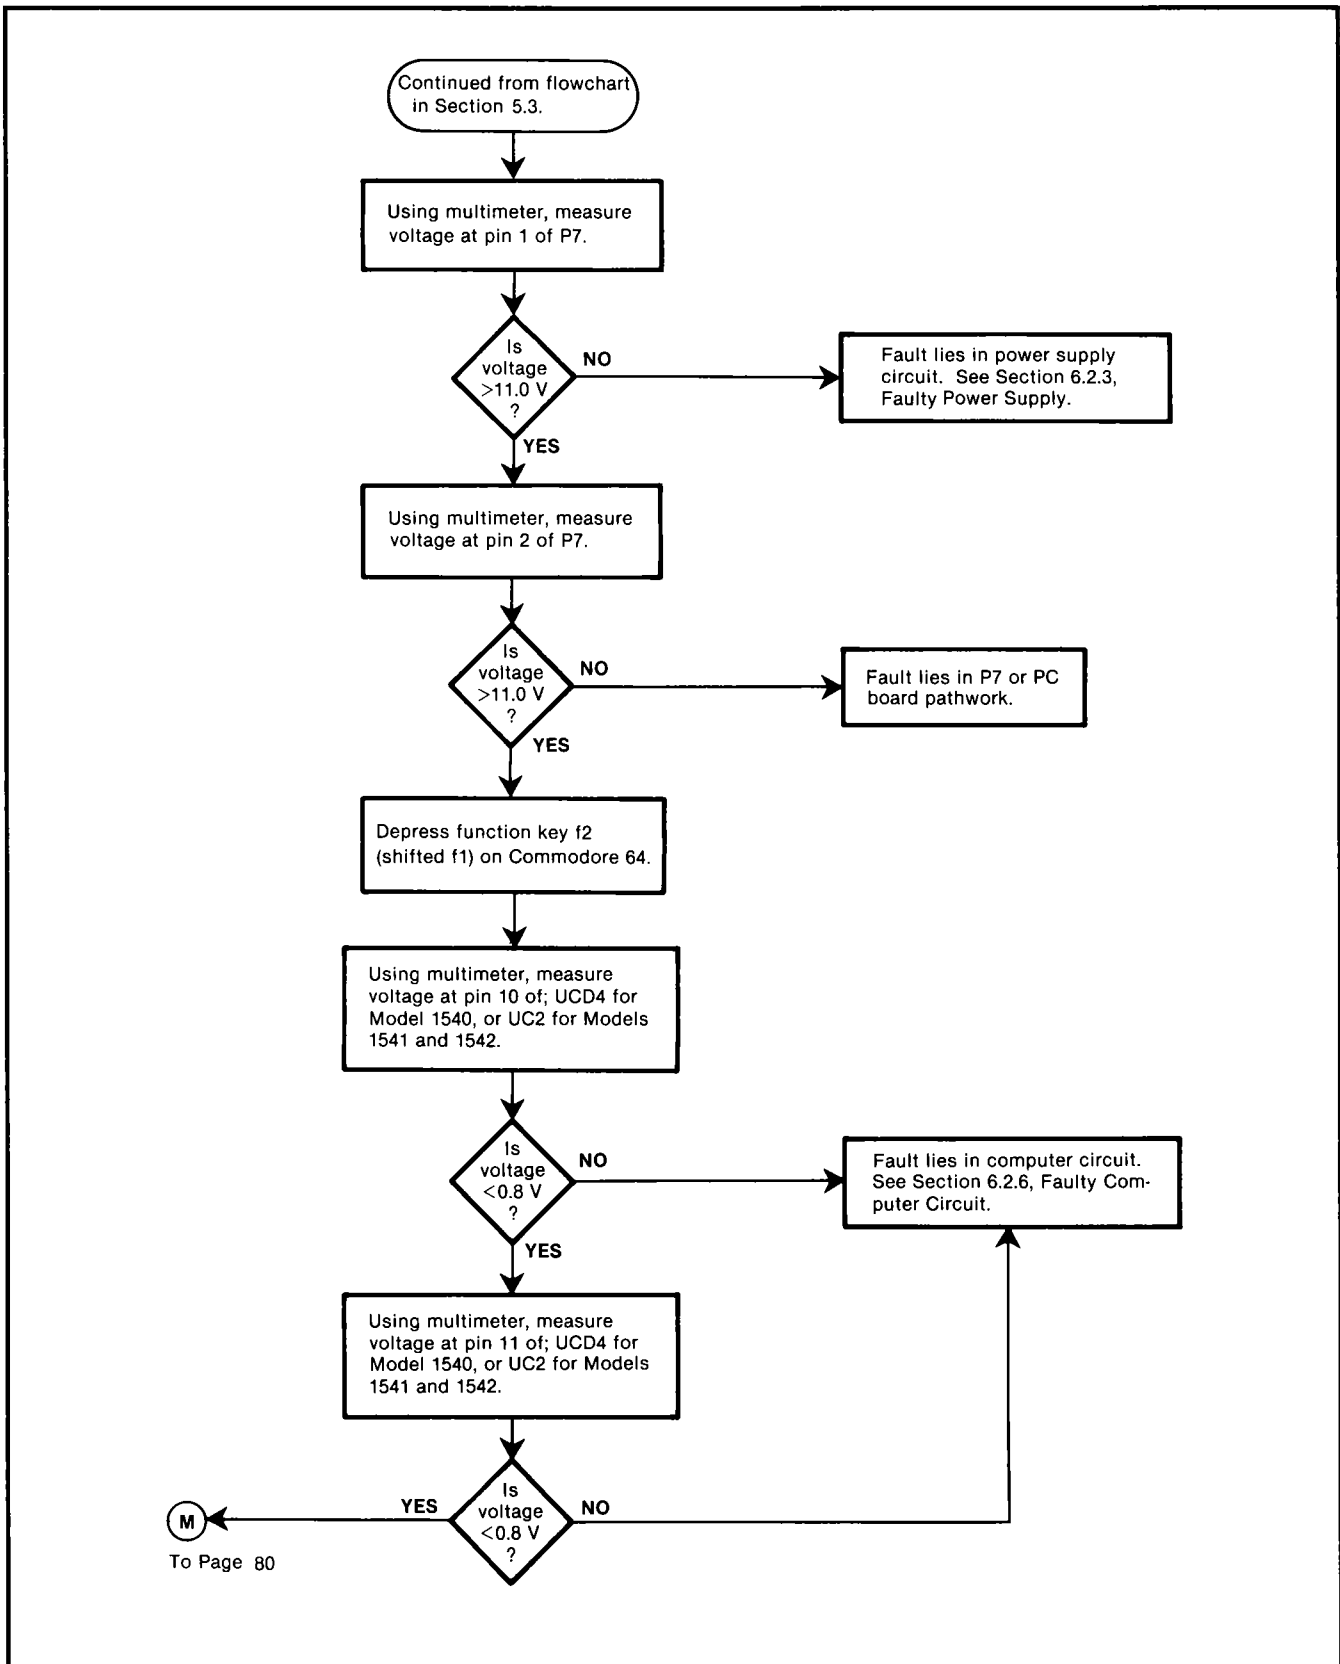 Continued from flowchart
in Section 5.3.
Using multimeter, measure
voltage at pin 1 of P7.
Is
voltage
>11.0 V
?
NO
Fault lies in power supply
circuit. See Section 6.2.3,
Faulty Power Supply.
YES
Using multimeter, measure
voltage at pin 2 of P7.
Is
voltage
>11.0 V
?
NO
Fault lies in P7 or PC
board pathwork.
YES
Depress function key f2
(shifted f1) on Commodore 64.
Using multimeter, measure
voltage at pin 10 of; UCD4 for
Model 1540, or UC2 for Models
1541 and 1542.
Is
voltage
<0.8 V
?
NO
Fault lies in computer circuit.
See Section 6.2.6, Faulty Com-
puter Circuit.
YES
Using multimeter, measure
voltage at pin 11 of; UCD4 for
Model 1540, or UC2 for Models
1541 and 1542.
Is
voltage
<0.8 V
?
YES
NO
M
To Page 80